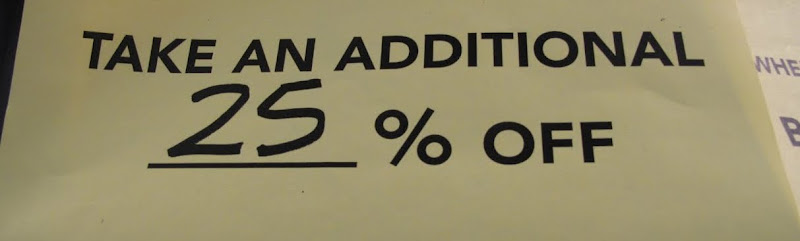 TAKE AN ADDITIONAL
25 % OFF